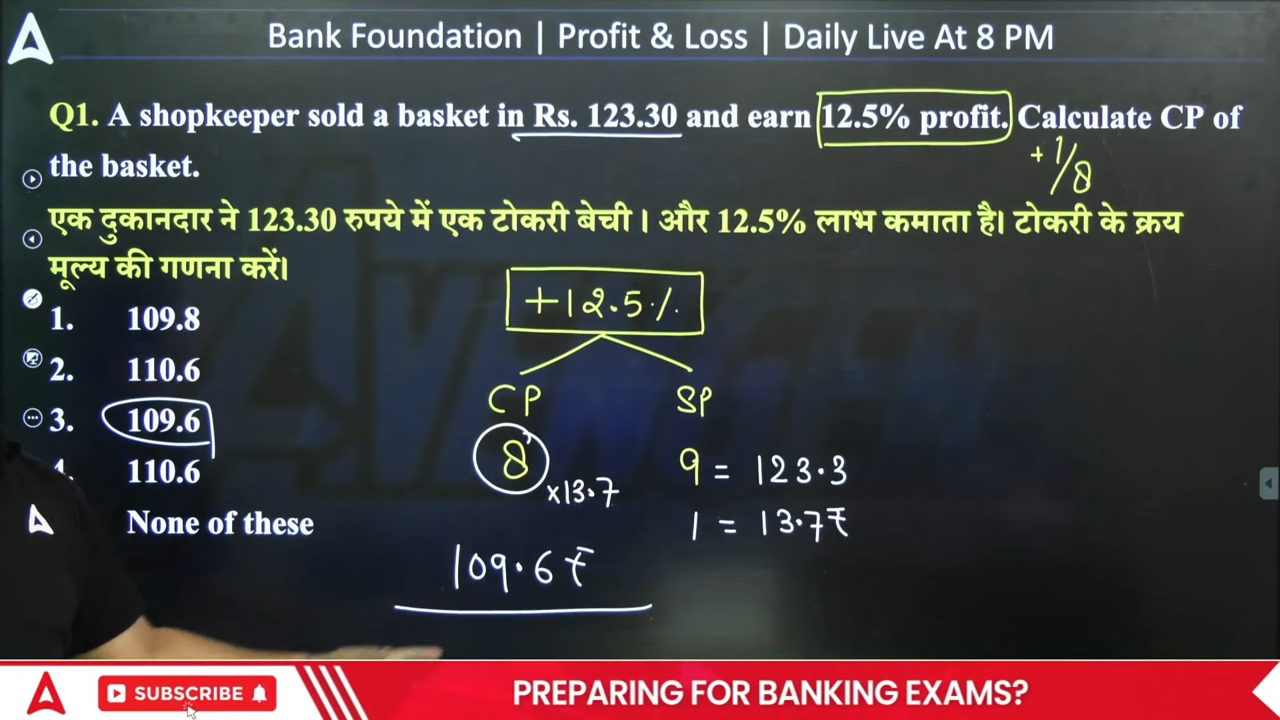 Bank Foundation | Profit & Loss | Daily Live At 8 PM
Q1. A shopkeeper sold a basket in Rs. 123.30 and earn 12.5% profit. Calculate CP of
+1/8
the basket.
एक दुकानदार ने 123.30 रुपये में एक टोकरी बेची। और 12.5% लाभ कमाता है। टोकरी के क्रय
मूल्य की गणना करें।
+12.5%
1. 109.8
2. 110.6
CP SP
3. 109.6
8 9 = 123.3
4. 110.6
×13.7
1 = 13.7₹
None of these
109.6₹
SUBSCRIBE
PREPARING FOR BANKING EXAMS?